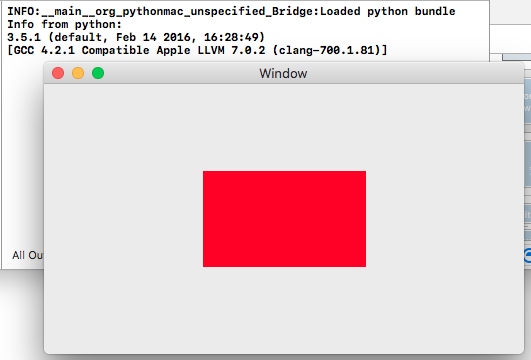 INFO:__main__org_pythonmac_unspecified_Bridge:Loaded python bundle
Info from python:
3.5.1 (default, Feb 14 2016, 16:28:49)
[GCC 4.2.1 Compatible Apple LLVM 7.0.2 (clang-700.1.81)]
Window
All Ou